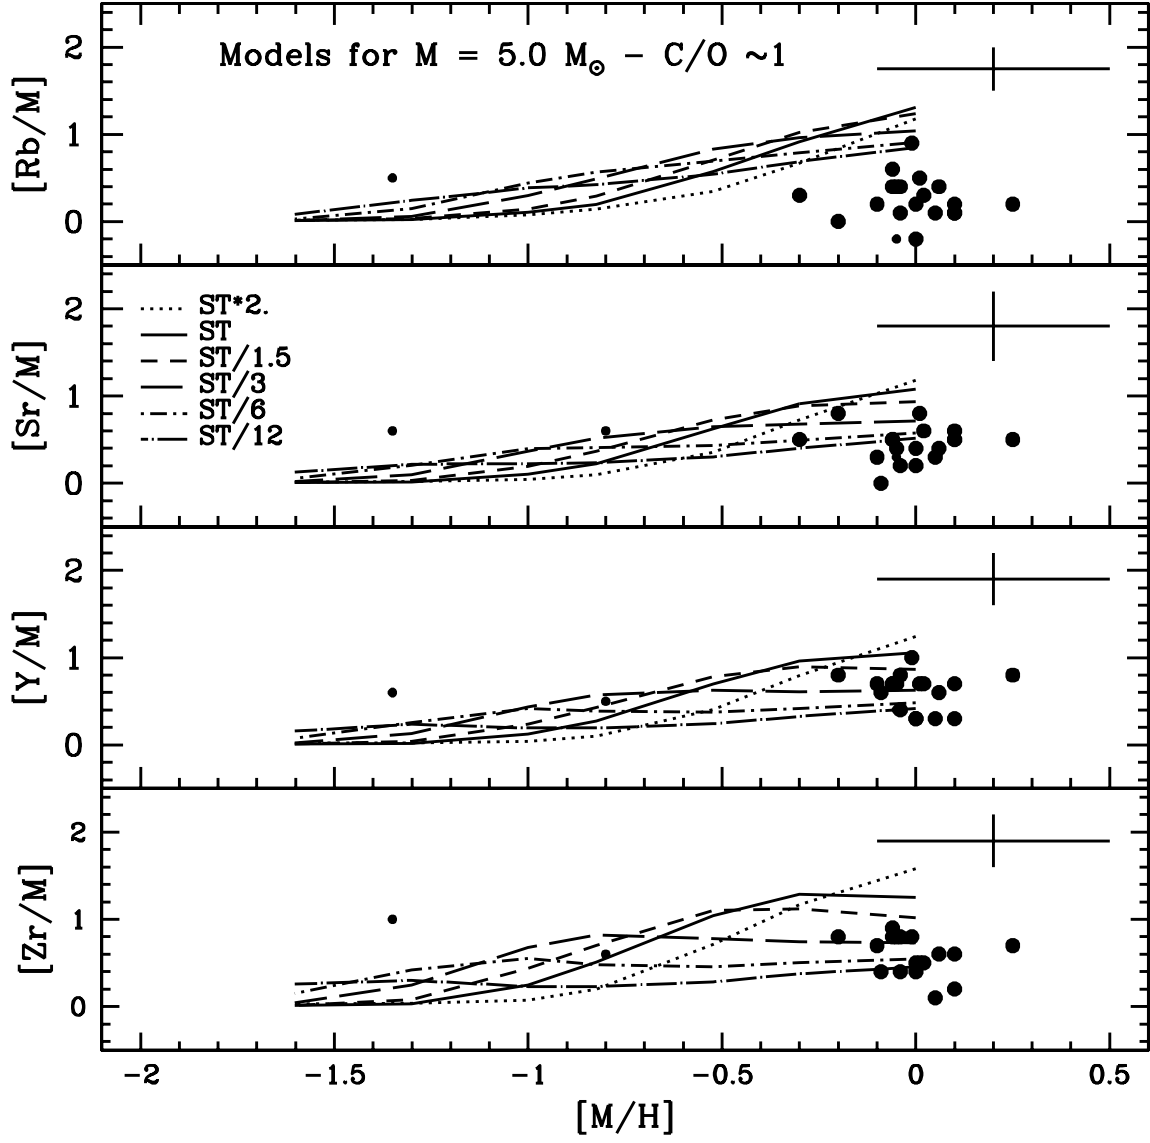 Models for M = 5.0 M⊙ − C/O ~1
[Rb/M]
2
1
0
ST*2.
ST
ST/1.5
ST/3
ST/6
ST/12
[Sr/M]
2
1
0
[Y/M]
2
1
0
[Zr/M]
2
1
0
−2
−1.5
−1
−0.5
0
0.5
[M/H]